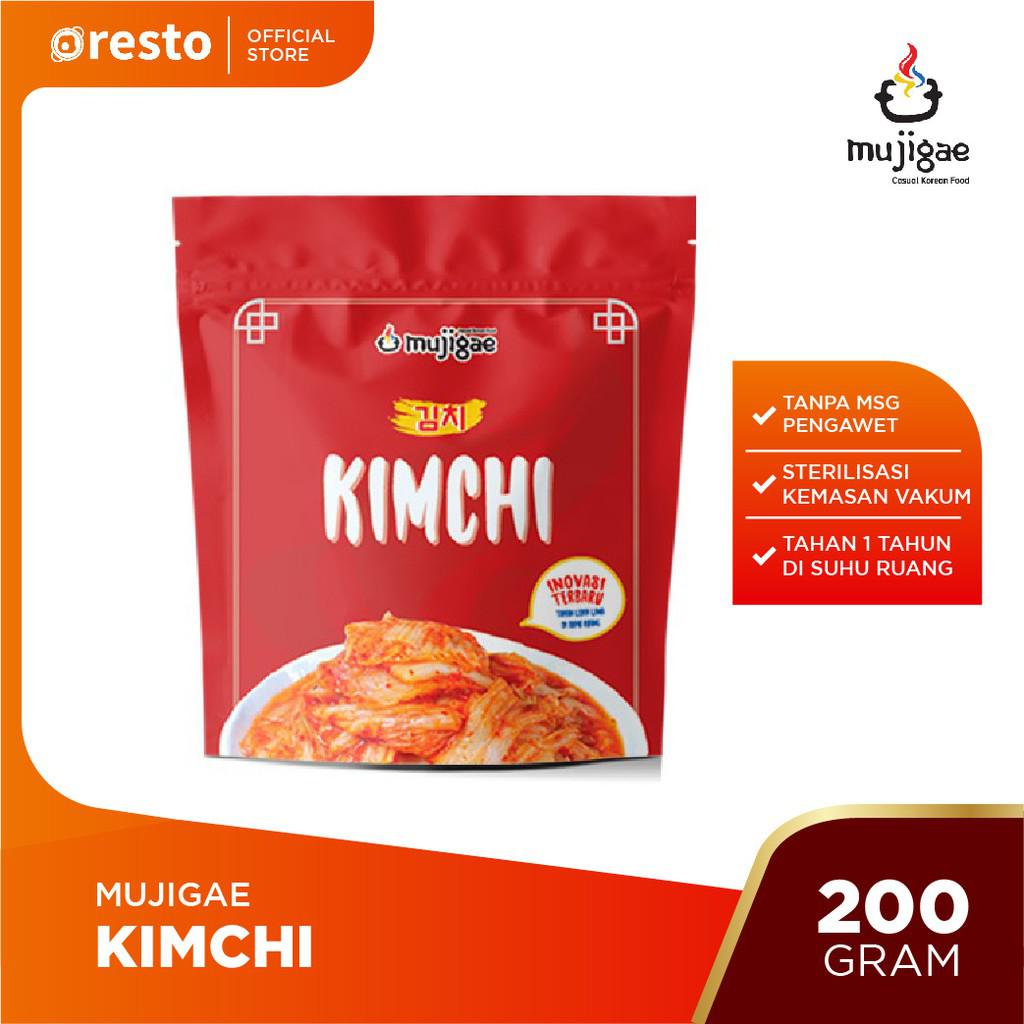 resto
OFFICIAL
STORE
mujigae
Casual Korean Food
mujigae
김치
KIMCHI
INOVASI
TERBARU
TANPA MSG
PENGAWET
STERILISASI
KEMASAN VAKUM
TAHAN 1 TAHUN
DI SUHU RUANG
MUJIGAE
KIMCHI
200
GRAM